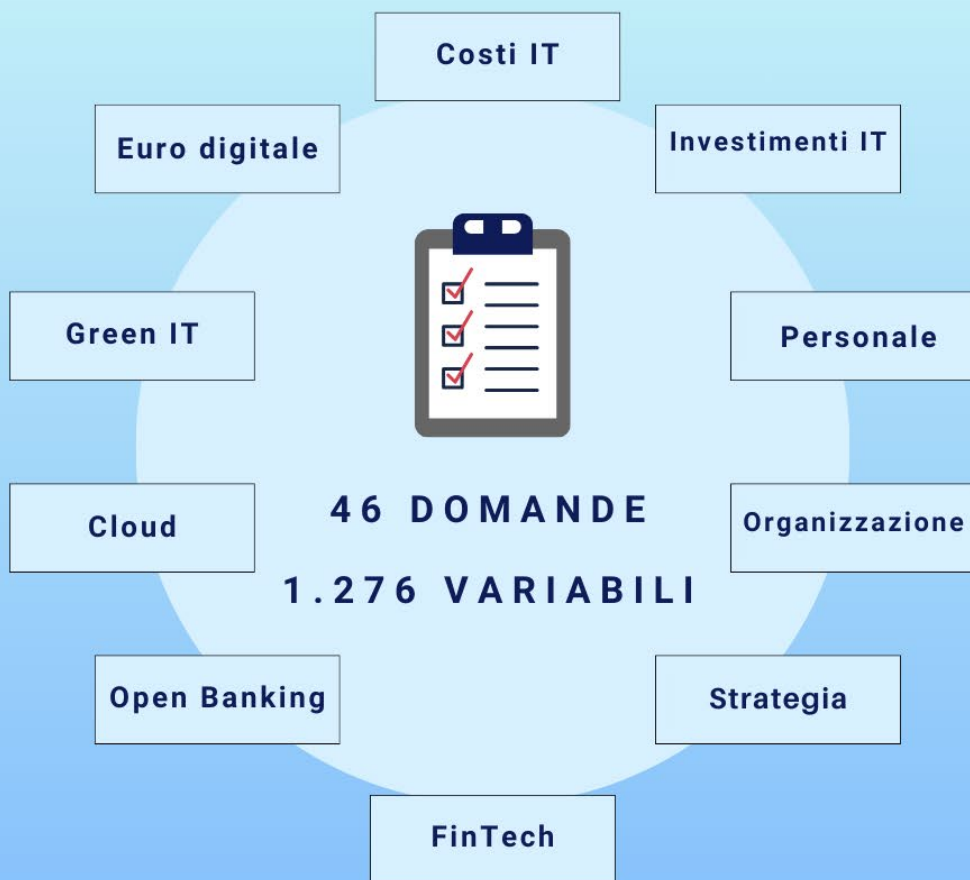 Costi IT
Euro digitale
Investimenti IT
Green IT
Personale
46 DOMANDE
Cloud
Organizzazione
1.276 VARIABILI
Open Banking
Strategia
FinTech